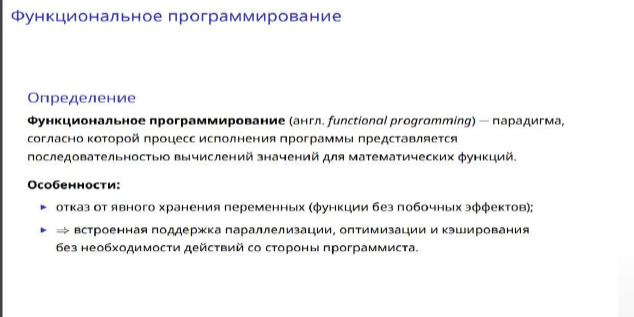 Функциональное программирование
Определение
Функциональное программирование (англ. functional programming) — парадигма,
согласно которой процесс исполнения программы представляется
последовательностью вычислений значений для математических функций.
Особенности:
► отказ от явного хранения переменных (функции без побочных эффектов);
► ⇒ встроенная поддержка параллелизации, оптимизации и кэширования
без необходимости действий со стороны программиста.